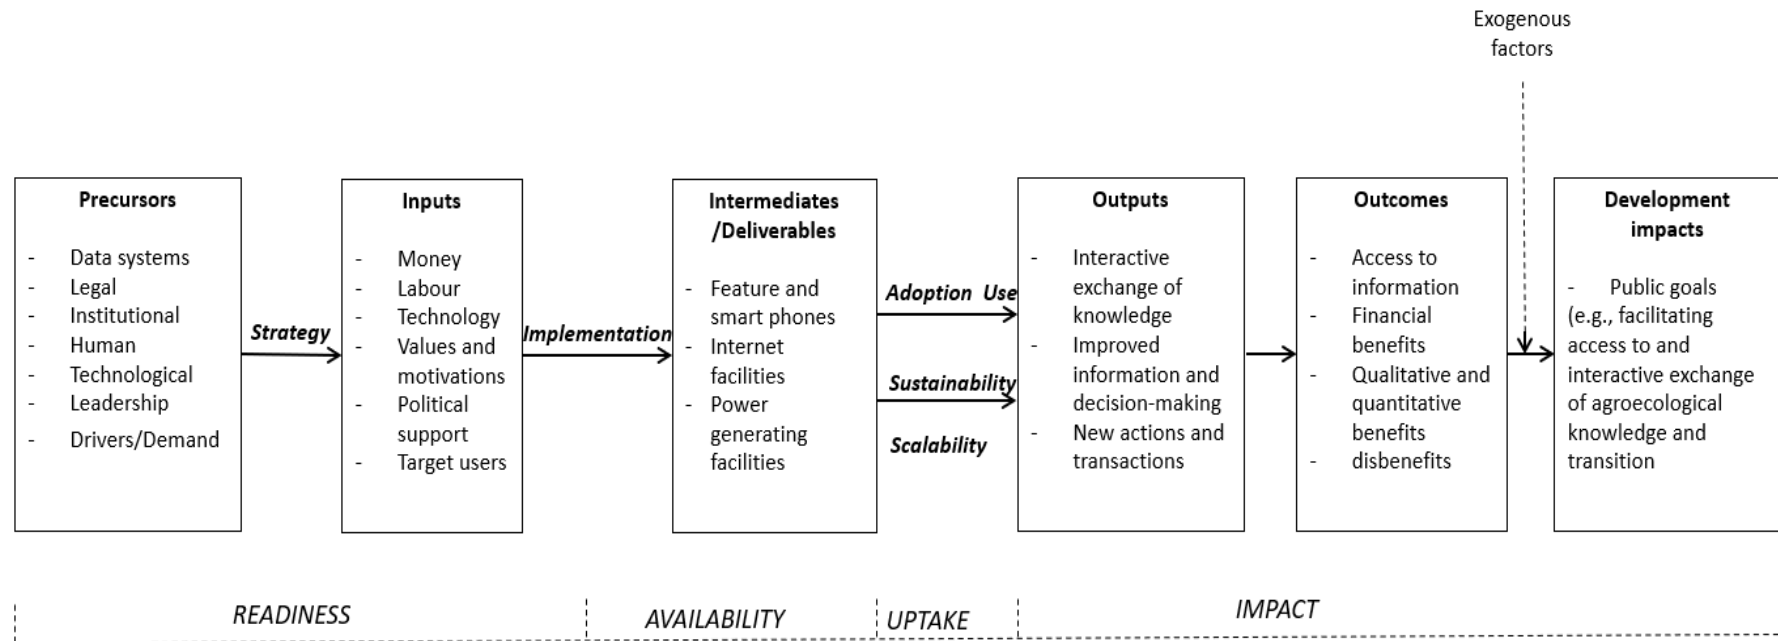 Exogenous
factors
Precursors
- Data systems
- Legal
- Institutional
- Human
- Technological
- Leadership
- Drivers/Demand
Strategy
Inputs
- Money
- Labour
- Technology
- Values and
motivations
- Political
support
- Target users
Implementation
Intermediates
/Deliverables
- Feature and
smart phones
- Internet
facilities
- Power
generating
facilities
Adoption Use
Sustainability
Scalability
Outputs
- Interactive
exchange of
knowledge
- Improved
information and
decision-making
- New actions and
transactions
Outcomes
- Access to
information
- Financial
benefits
- Qualitative and
quantitative
benefits
- disbenefits
Development
impacts
- Public goals
(e.g., facilitating
access to and
interactive exchange
of agroecological
knowledge and
transition
READINESS
AVAILABILITY
UPTAKE
IMPACT